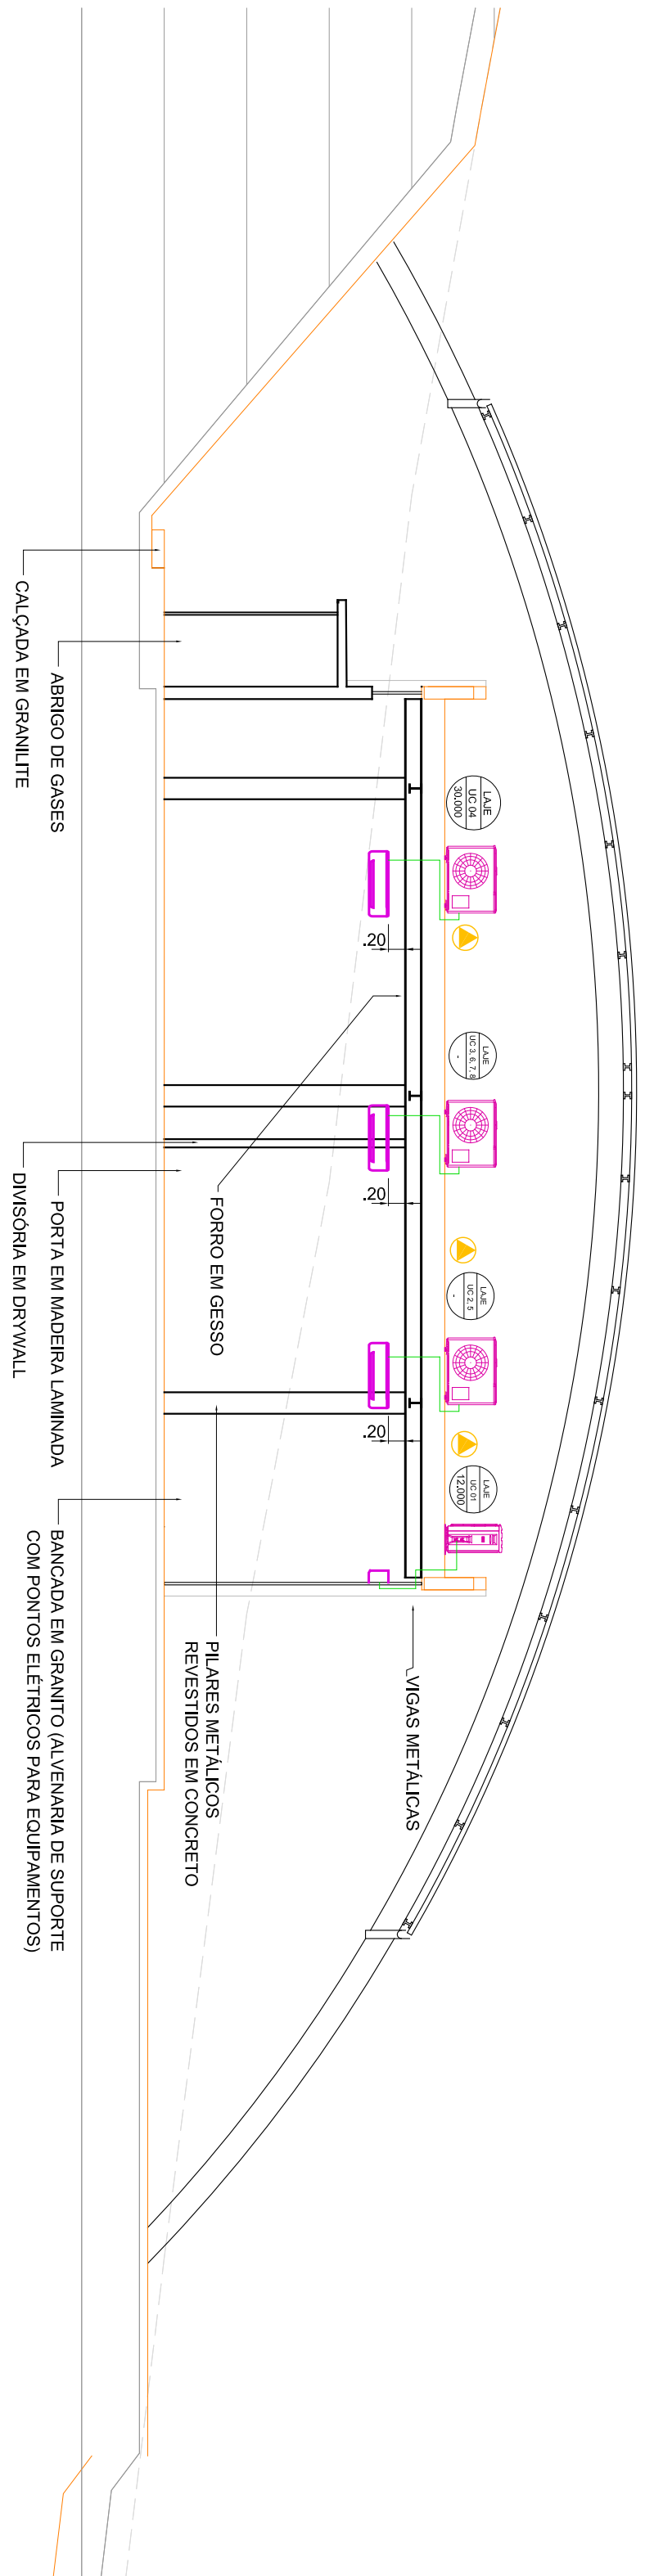 LAJE
UC 04
30.000
LAJE
UC 3, 6, 7, 8
-
LAJE
UC 2, 5
-
LAJE
UC 01
12.000
.20
.20
.20
VIGAS METÁLICAS
FORRO EM GESSO
PILARES METÁLICOS
REVESTIDOS EM CONCRETO
ABRIGO DE GASES
CALÇADA EM GRANILITE
PORTA EM MADEIRA LAMINADA
DIVISÓRIA EM DRYWALL
BANCADA EM GRANITO (ALVENARIA DE SUPORTE
COM PONTOS ELÉTRICOS PARA EQUIPAMENTOS)